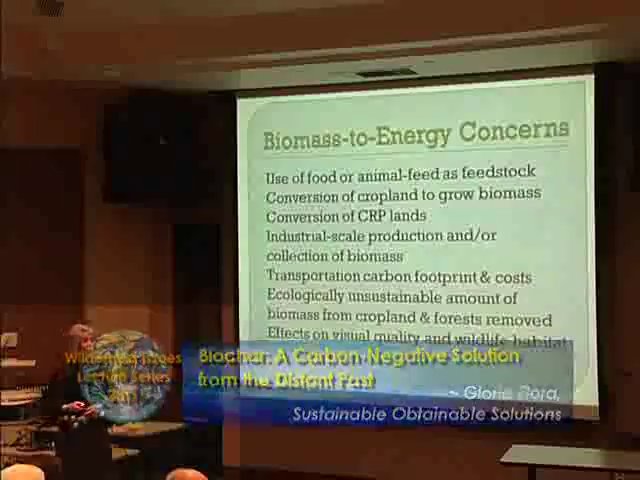 Biomass-to-Energy Concerns
Use of food or animal-feed as feedstock
Conversion of cropland to grow biomass
Conversion of CRP lands
Industrial-scale production and/or
collection of biomass
Transportation carbon footprint & costs
Ecologically unsustainable amount of
biomass from cropland & forests removed
Effects on visual quality and wildlife habitat
Wilderness Issues
Lecture Series
Biochar: A Carbon-Negative Solution
from the Distant Past
~ Gloria Flora,
Sustainable Obtainable Solutions